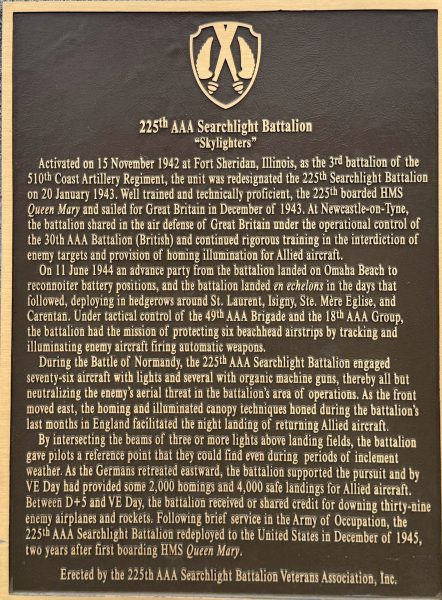 225th AAA Searchlight Battalion
“Skylighters”
Activated on 15 November 1942 at Fort Sheridan, Illinois, as the 3rd battalion of the
510th Coast Artillery Regiment, the unit was redesignated the 225th Searchlight Battalion
on 20 January 1943. Well trained and technically proficient, the 225th boarded HMS
Queen Mary and sailed for Great Britain in December of 1943. At Newcastle-on-Tyne,
the battalion shared in the air defense of Great Britain under the operational control of
the 30th AAA Battalion (British) and continued rigorous training in the interdiction of
enemy targets and provision of homing illumination for Allied aircraft.
On 11 June 1944 an advance party from the battalion landed on Omaha Beach to
reconnoiter battery positions, and the battalion landed en echelons in the days that
followed, deploying in hedgerows around St. Laurent, Isigny, Ste. Mère Eglise, and
Carentan. Under tactical control of the 49th AAA Brigade and the 18th AAA Group,
the battalion had the mission of protecting six beachhead airstrips by tracking and
illuminating enemy aircraft firing automatic weapons.
During the Battle of Normandy, the 225th AAA Searchlight Battalion engaged
seventy-six aircraft with lights and several with organic machine guns, thereby all but
neutralizing the enemy's aerial threat in the battalion's area of operations. As the front
moved east, the homing and illuminated canopy techniques honed during the battalion's
last months in England facilitated the night landing of returning Allied aircraft.
By intersecting the beams of three or more lights above landing fields, the battalion
gave pilots a reference point that they could find even during periods of inclement
weather. As the Germans retreated eastward, the battalion supported the pursuit and by
VE Day had provided some 2,000 homings and 4,000 safe landings for Allied aircraft.
Between D+5 and VE Day, the battalion received or shared credit for downing thirty-nine
enemy airplanes and rockets. Following brief service in the Army of Occupation, the
225th AAA Searchlight Battalion redeployed to the United States in December of 1945,
two years after first boarding HMS Queen Mary.
Erected by the 225th AAA Searchlight Battalion Veterans Association, Inc.